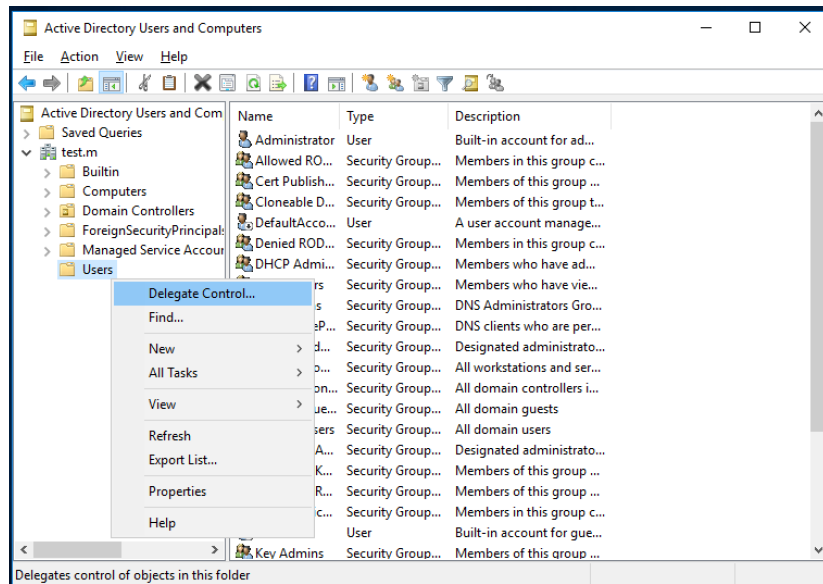 Active Directory Users and Computers
File Action View Help
Active Directory Users and Com
Saved Queries
test.m
Builtin
Computers
Domain Controllers
ForeignSecurityPrincipals
Managed Service Accour
Users
Name Type Description
Administrator User Built-in account for ad...
Allowed RO... Security Group... Members in this group c...
Cert Publish... Security Group... Members of this group ...
Cloneable D... Security Group... Members of this group t...
DefaultAcco... User A user account manage...
Denied ROD... Security Group... Members in this group c...
DHCP Admi... Security Group... Members who have ad...
rs Security Group... Members who have vie...
s Security Group... DNS Administrators Gro...
eP... Security Group... DNS clients who are per...
d... Security Group... Designated administrato...
o... Security Group... All workstations and ser...
on... Security Group... All domain controllers i...
ue... Security Group... All domain guests
sers Security Group... All domain users
A... Security Group... Designated administrato...
K... Security Group... Members of this group ...
R... Security Group... Members of this group ...
c... Security Group... Members in this group c...
User Built-in account for gue...
Key Admins Security Group... Members of this group ...
Delegate Control...
Find...
New
All Tasks
View
Refresh
Export List...
Properties
Help
Delegates control of objects in this folder